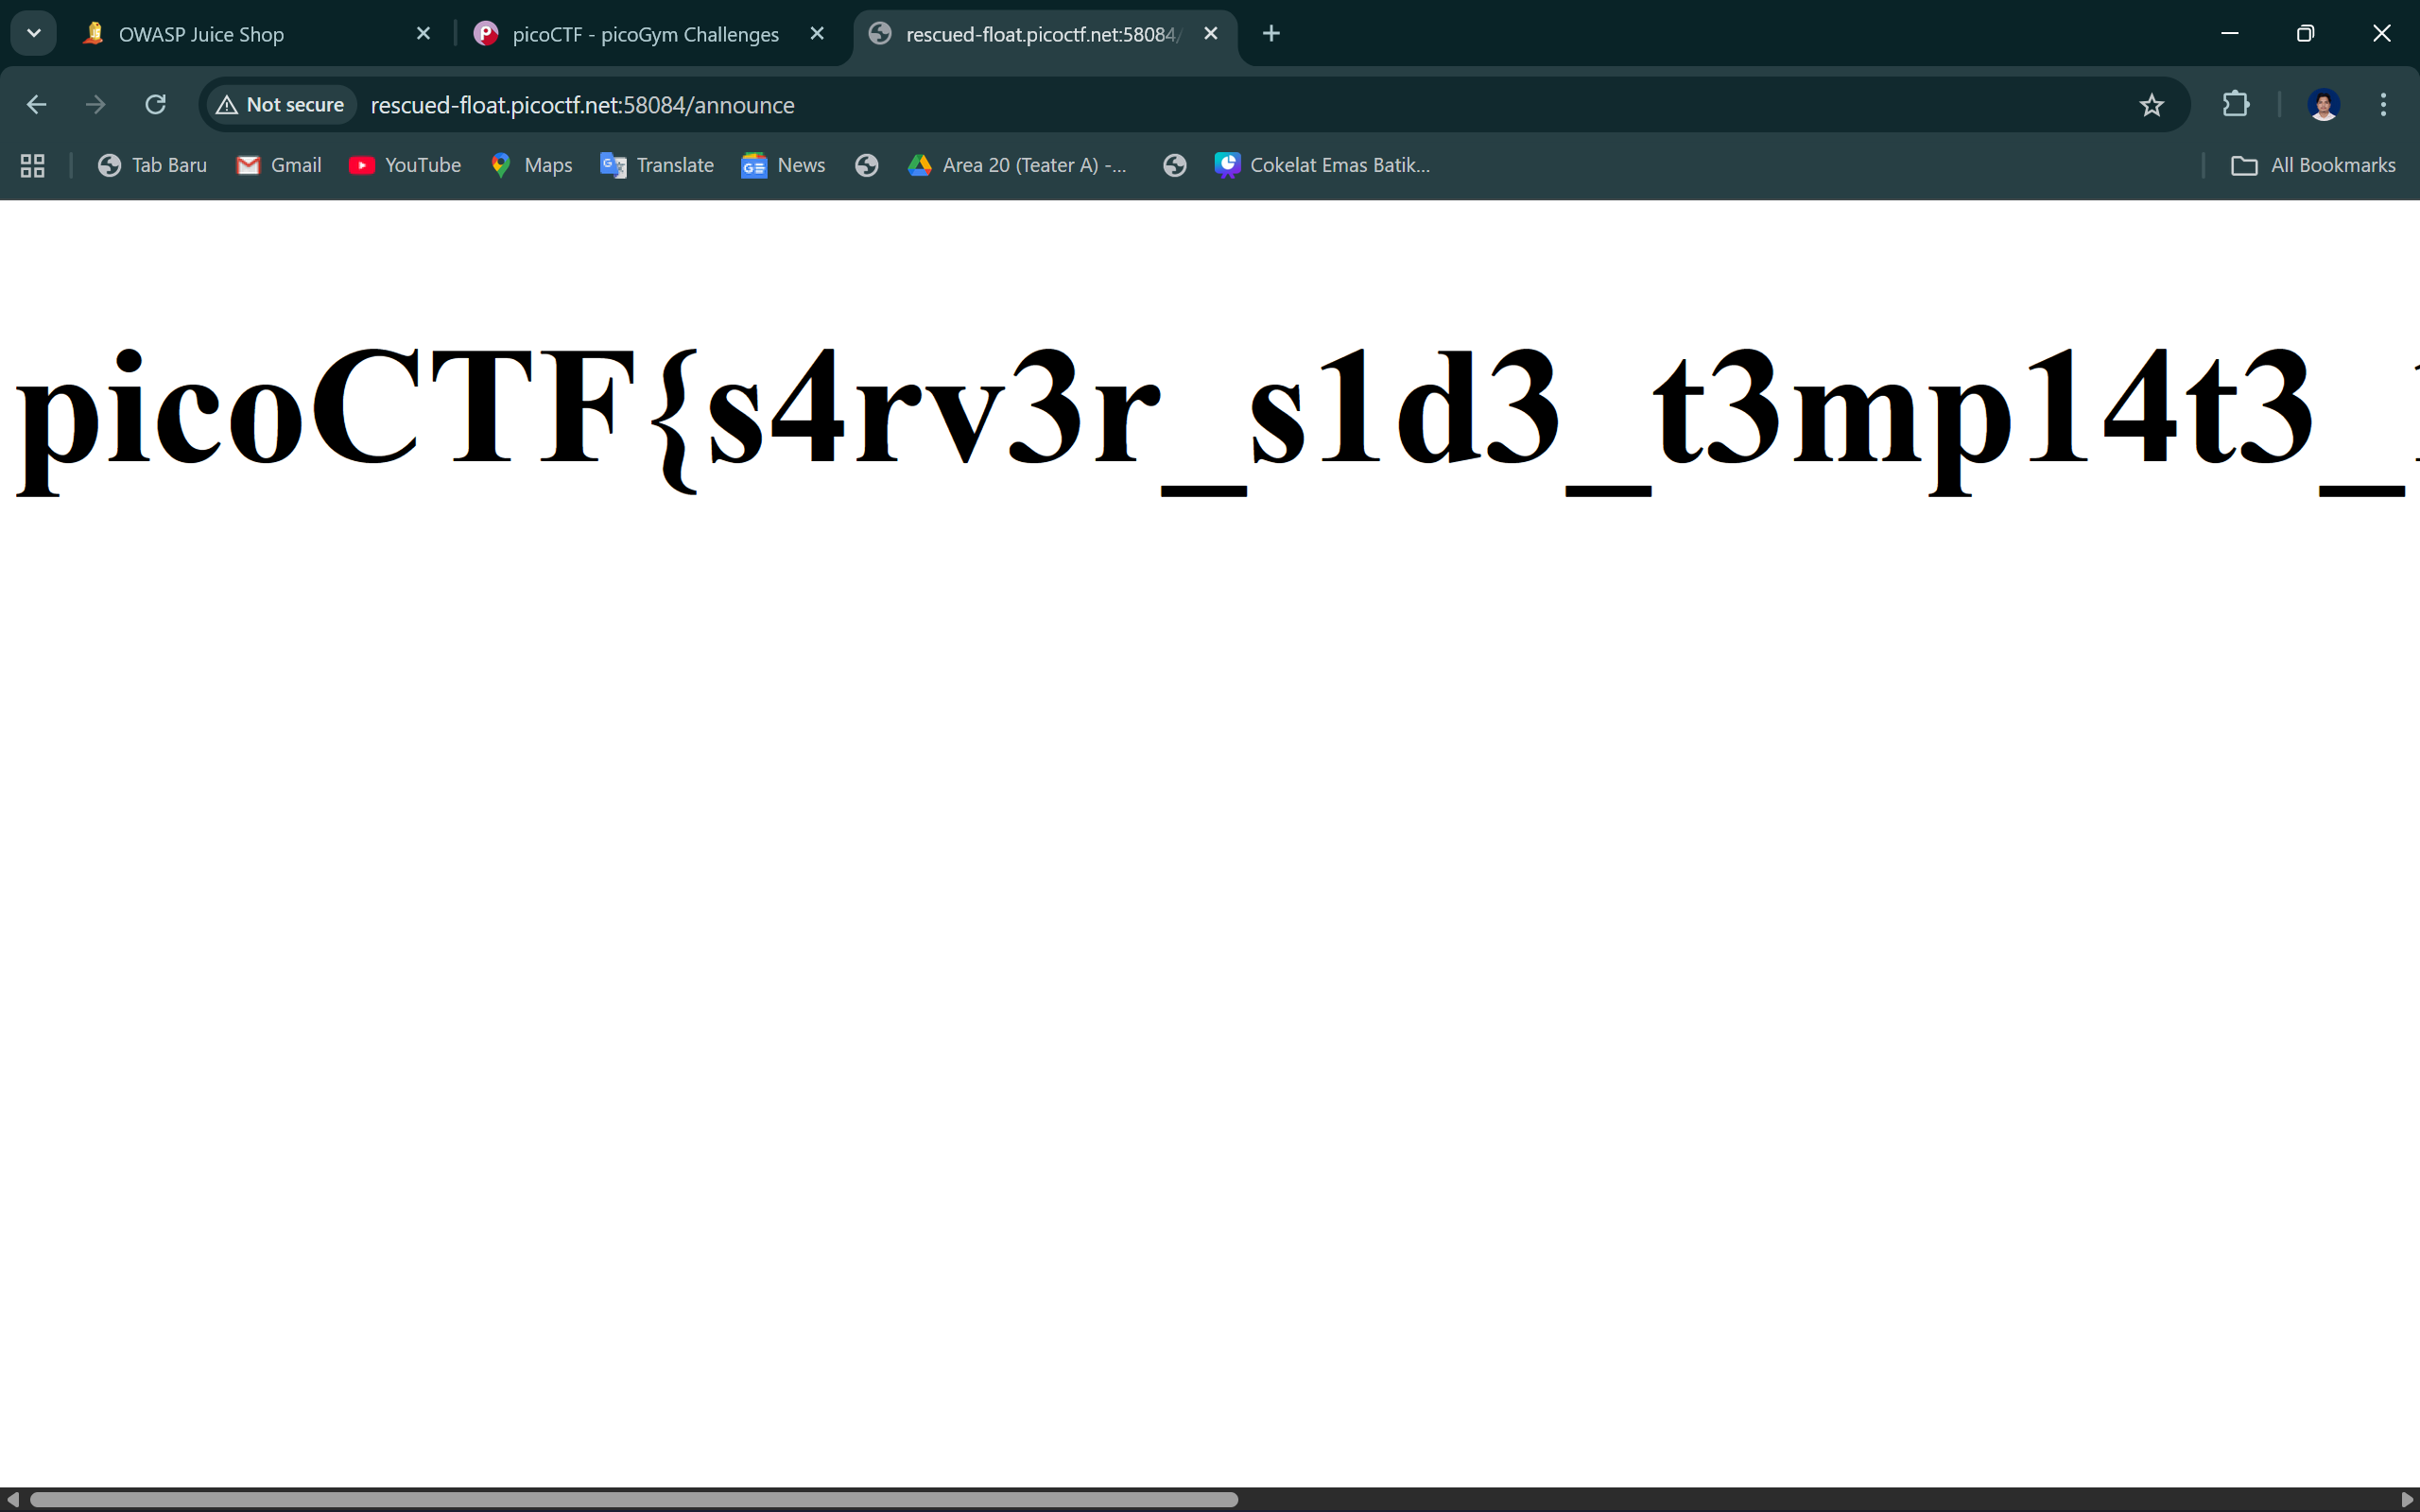 OWASP Juice Shop
picoCTF - picoGym Challenges
rescued-float.picoctf.net:58084/
Not secure
rescued-float.picoctf.net:58084/announce
Tab Baru
Gmail
YouTube
Maps
Translate
News
Area 20 (Teater A) -...
Cokelat Emas Batik...
All Bookmarks
picoCTF{s4rv3r_s1d3_t3mp14t3_